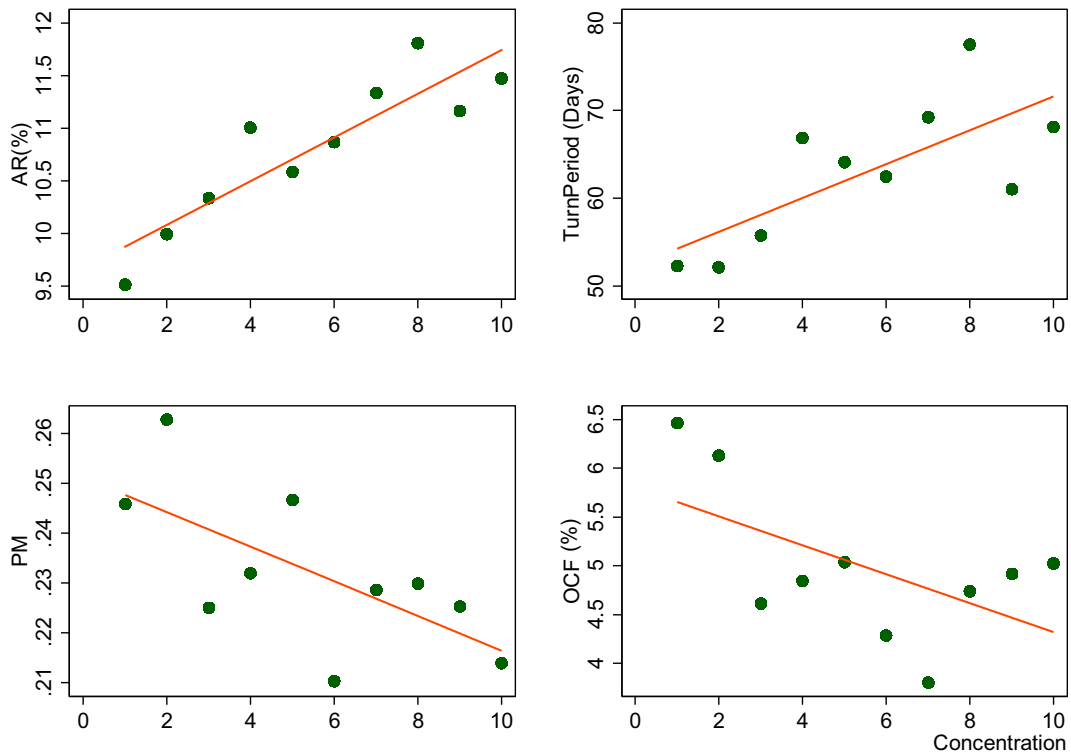 AR(%)
9.5 10 10.5 11 11.5 12
0 2 4 6 8 10
TurnPeriod (Days)
50 60 70 80
0 2 4 6 8 10
PM
.21 .22 .23 .24 .25 .26
0 2 4 6 8 10
OCF (%)
4 4.5 5 5.5 6 6.5
0 2 4 6 8 10
Concentration